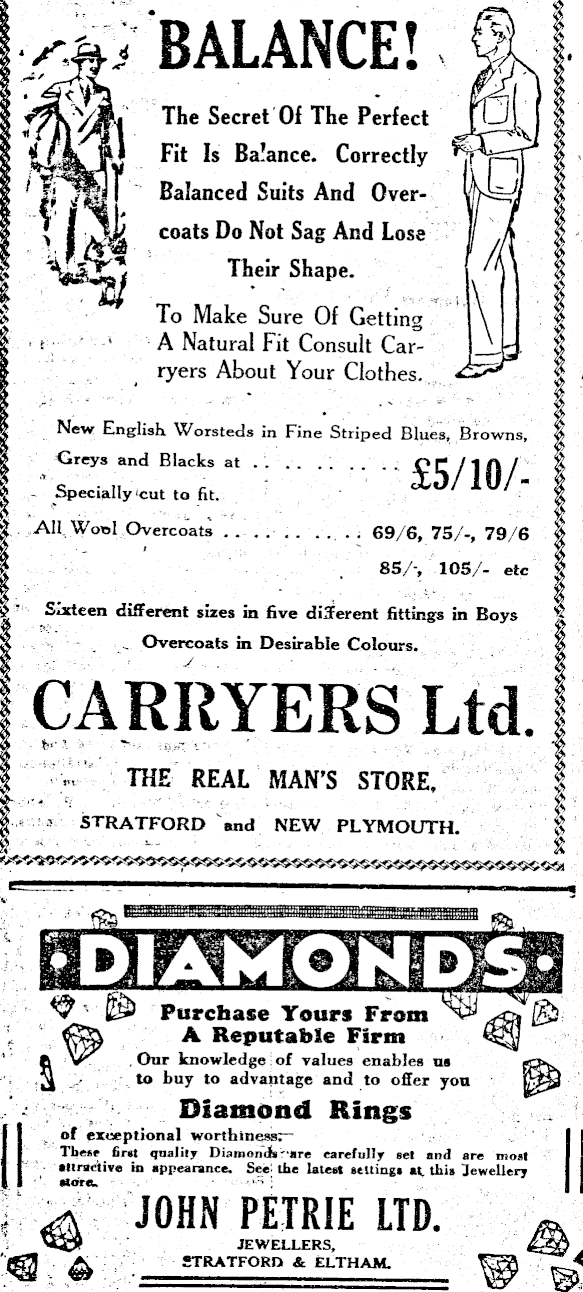 BALANCE!
The Secret Of The Perfect
Fit Is Balance. Correctly
Balanced Suits And Over-
coats Do Not Sag And Lose
Their Shape.
To Make Sure Of Getting
A Natural Fit Consult Car-
ryers About Your Clothes.
New English Worsteds in Fine Striped Blues, Browns,
Greys and Blacks at .. .. .. .. .. £5/10/-
Specially cut to fit.
All Wool Overcoats .. .. .. .. .. 69/6, 75/-, 79/6
85/-, 105/- etc
Sixteen different sizes in five different fittings in Boys
Overcoats in Desirable Colours.
CARRYERS Ltd.
THE REAL MAN'S STORE,
STRATFORD and NEW PLYMOUTH.
DIAMONDS
Purchase Yours From
A Reputable Firm
Our knowledge of values enables us
to buy to advantage and to offer you
Diamond Rings
of exceptional worthiness:—
These first quality Diamonds are carefully set and are most
attractive in appearance. See the latest settings at this Jewellery
store.
JOHN PETRIE LTD.
JEWELLERS,
STRATFORD & ELTHAM.